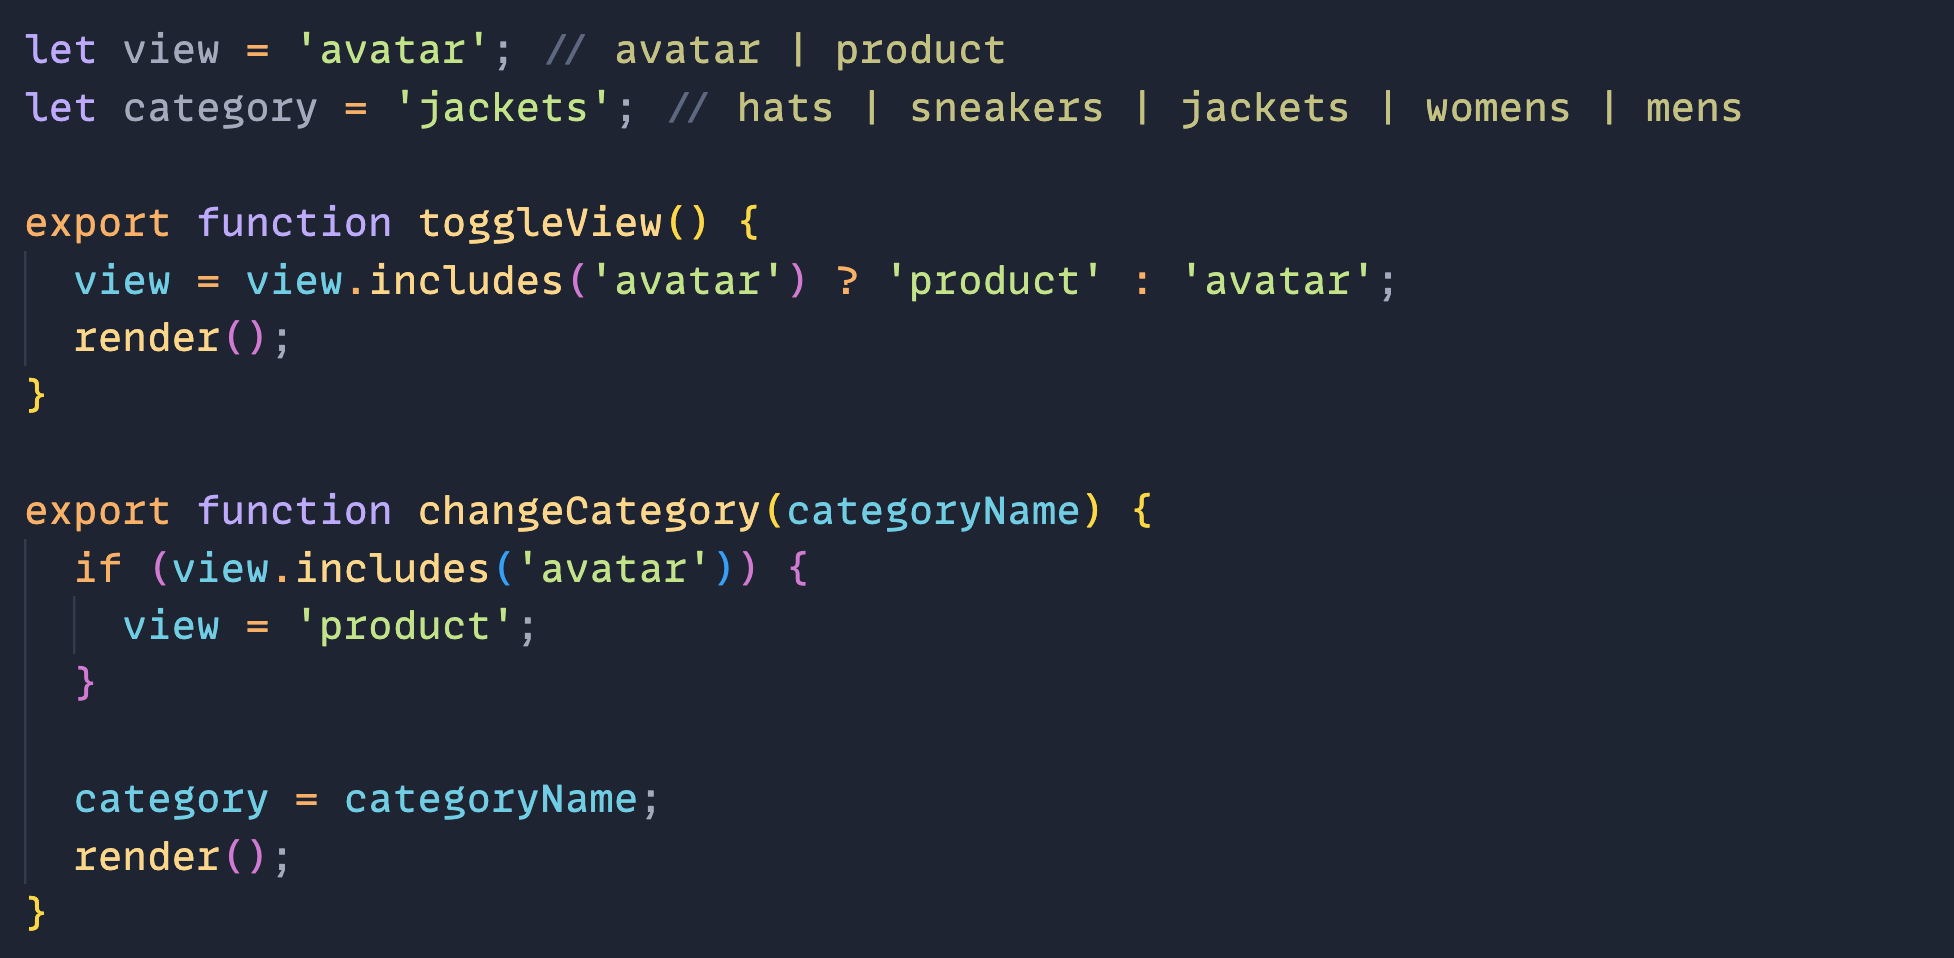 let view = 'avatar'; // avatar | product
let category = 'jackets'; // hats | sneakers | jackets | womens | mens
export function toggleView() {
view = view.includes('avatar') ? 'product' : 'avatar';
render();
}
export function changeCategory(categoryName) {
if (view.includes('avatar')) {
view = 'product';
}
category = categoryName;
render();
}